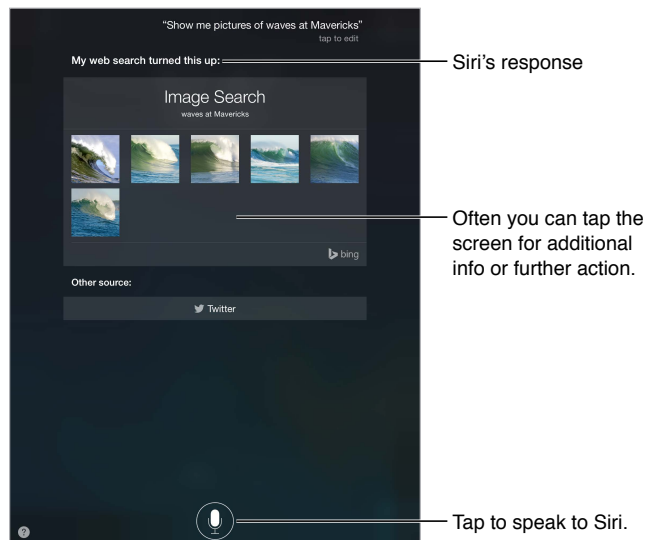 “Show me pictures of waves at Mavericks”
tap to edit
My web search turned this up:
Siri’s response
Image Search
waves at Mavericks
Often you can tap the
screen for additional
info or further action.
bing
Other source:
Twitter
?
Tap to speak to Siri.